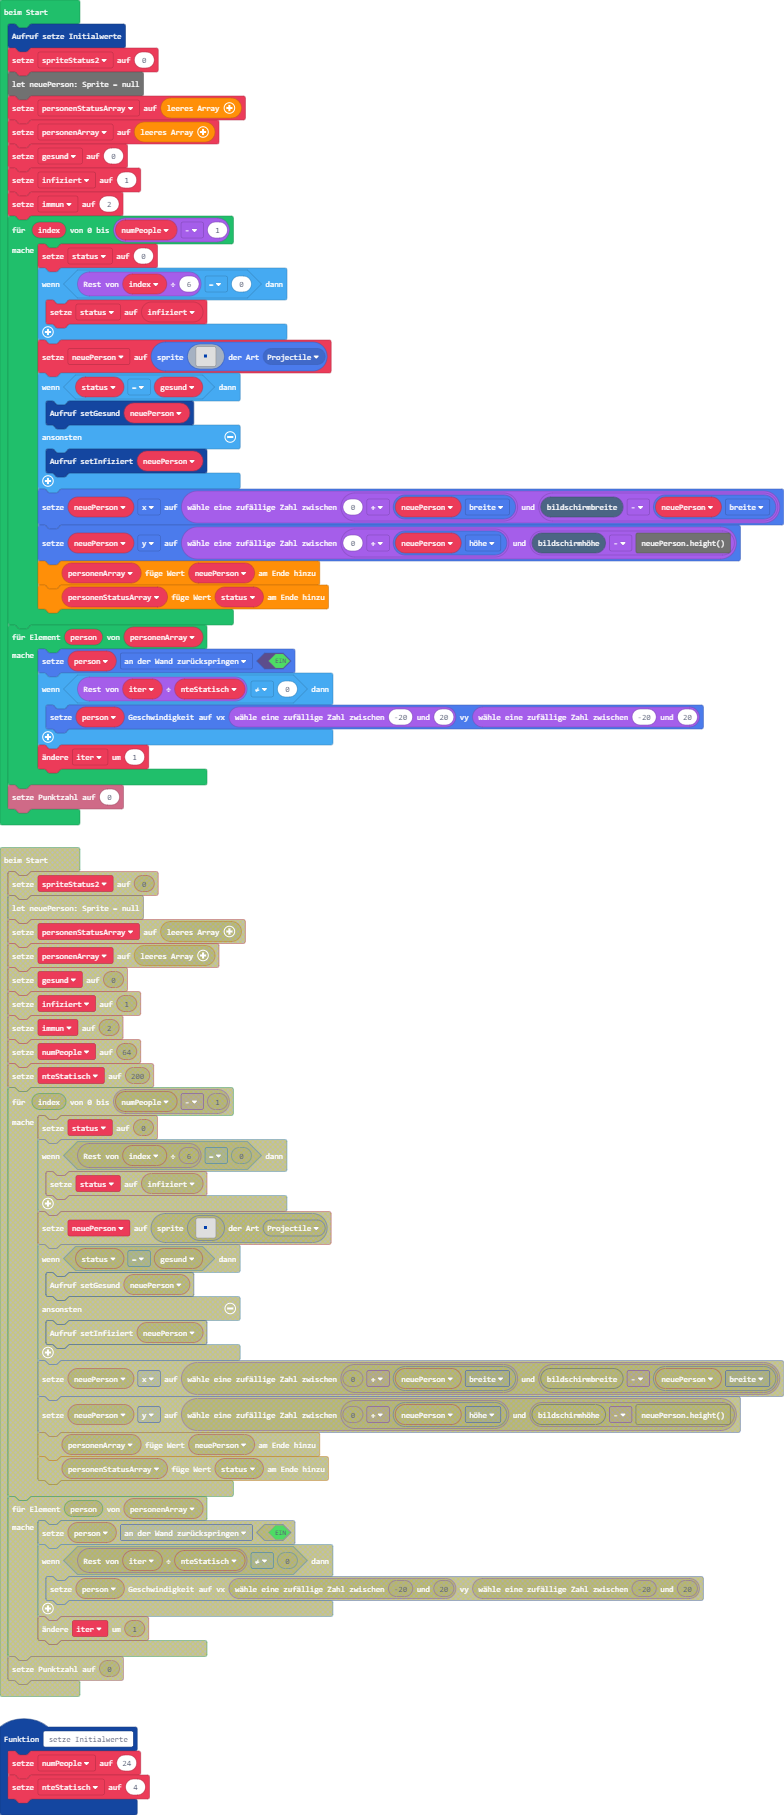 beim Start
Aufruf setze Initialwerte
setze spriteStatus2 auf 0
let neuePerson: Sprite = null
setze personenStatusArray auf leeres Array
setze personenArray auf leeres Array
setze gesund auf 0
setze infiziert auf 1
setze immun auf 2
für index von 0 bis numPeople - 1
mache
setze status auf 0
wenn Rest von index ÷ 6 = 0 dann
setze status auf infiziert
setze neuePerson auf sprite der Art Projectile
wenn status = gesund dann
Aufruf setGesund neuePerson
ansonsten
Aufruf setInfiziert neuePerson
setze neuePerson x auf wähle eine zufällige Zahl zwischen 0 + neuePerson breite und bildschirmbreite - neuePerson breite
setze neuePerson y auf wähle eine zufällige Zahl zwischen 0 + neuePerson höhe und bildschirmhöhe - neuePerson.height()
personenArray füge Wert neuePerson am Ende hinzu
personenStatusArray füge Wert status am Ende hinzu
für Element person von personenArray
mache
setze person an der Wand zurückspringen EIN
wenn Rest von iter ÷ nteStatisch ≠ 0 dann
setze person Geschwindigkeit auf vx wähle eine zufällige Zahl zwischen -20 und 20 vy wähle eine zufällige Zahl zwischen -20 und 20
ändere iter um 1
setze Punktzahl auf 0
beim Start
setze spriteStatus2 auf 0
let neuePerson: Sprite = null
setze personenStatusArray auf leeres Array
setze personenArray auf leeres Array
setze gesund auf 0
setze infiziert auf 1
setze immun auf 2
setze numPeople auf 64
setze nteStatisch auf 200
für index von 0 bis numPeople - 1
mache
setze status auf 0
wenn Rest von index ÷ 6 = 0 dann
setze status auf infiziert
setze neuePerson auf sprite der Art Projectile
wenn status = gesund dann
Aufruf setGesund neuePerson
ansonsten
Aufruf setInfiziert neuePerson
setze neuePerson x auf wähle eine zufällige Zahl zwischen 0 + neuePerson breite und bildschirmbreite - neuePerson breite
setze neuePerson y auf wähle eine zufällige Zahl zwischen 0 + neuePerson höhe und bildschirmhöhe - neuePerson.height()
personenArray füge Wert neuePerson am Ende hinzu
personenStatusArray füge Wert status am Ende hinzu
für Element person von personenArray
mache
setze person an der Wand zurückspringen EIN
wenn Rest von iter ÷ nteStatisch ≠ 0 dann
setze person Geschwindigkeit auf vx wähle eine zufällige Zahl zwischen -20 und 20 vy wähle eine zufällige Zahl zwischen -20 und 20
ändere iter um 1
setze Punktzahl auf 0
Funktion setze Initialwerte
setze numPeople auf 24
setze nteStatisch auf 4